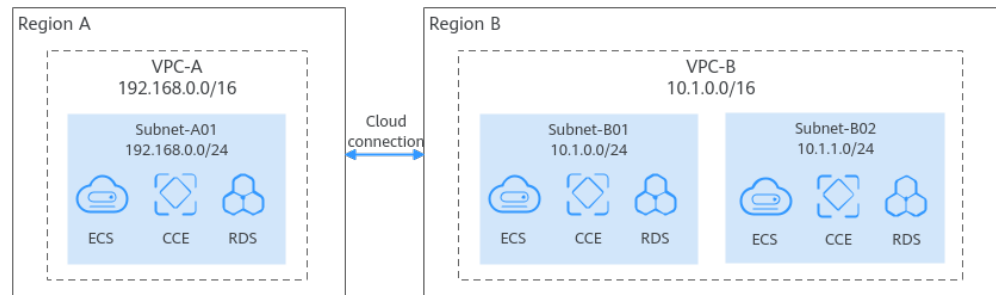 Region A
VPC-A
192.168.0.0/16
Subnet-A01
192.168.0.0/24
ECS CCE RDS
Cloud
connection
Region B
VPC-B
10.1.0.0/16
Subnet-B01
10.1.0.0/24
ECS CCE RDS
Subnet-B02
10.1.1.0/24
ECS CCE RDS